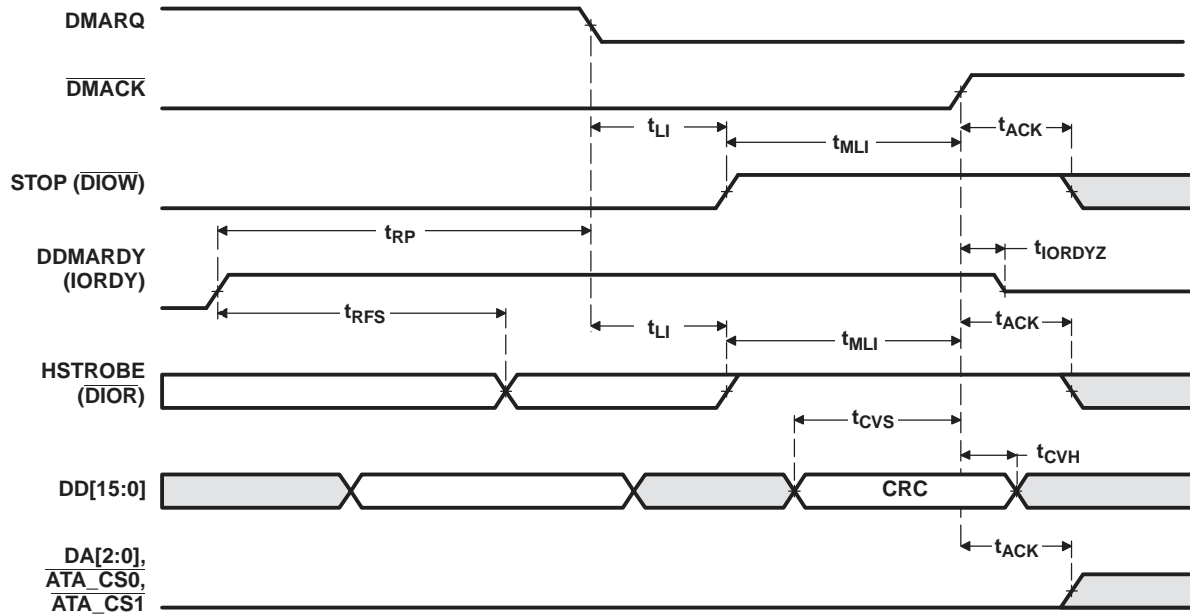 DMARQ
DMACK
tLI
tMLI
tACK
STOP (DIOW)
tRP
DDMARDY
(IORDY)
tIORDYZ
tRFS
tLI
tMLI
tACK
HSTROBE
(DIOR)
tCVS
tCVH
DD[15:0]
CRC
tACK
DA[2:0],
ATA_CS0,
ATA_CS1